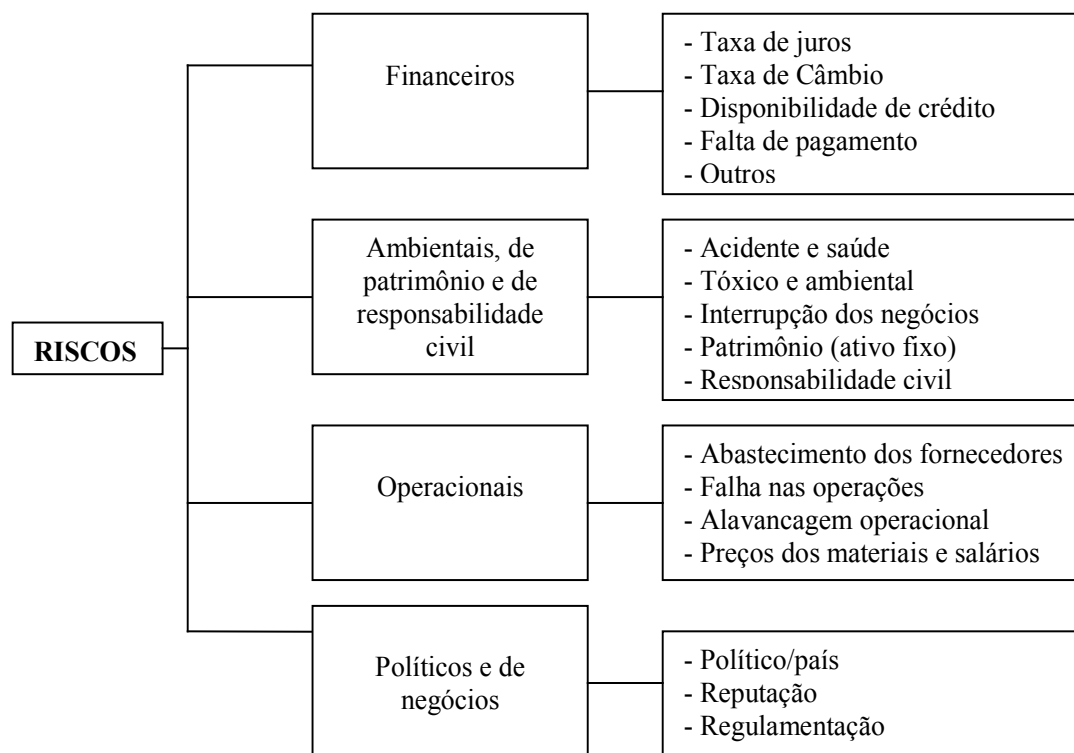 RISCOS
Financeiros
- Taxa de juros
- Taxa de Câmbio
- Disponibilidade de crédito
- Falta de pagamento
- Outros
Ambientais, de
patrimônio e de
responsabilidade
civil
- Acidente e saúde
- Tóxico e ambiental
- Interrupção dos negócios
- Patrimônio (ativo fixo)
- Responsabilidade civil
Operacionais
- Abastecimento dos fornecedores
- Falha nas operações
- Alavancagem operacional
- Preços dos materiais e salários
Políticos e de
negócios
- Político/país
- Reputação
- Regulamentação